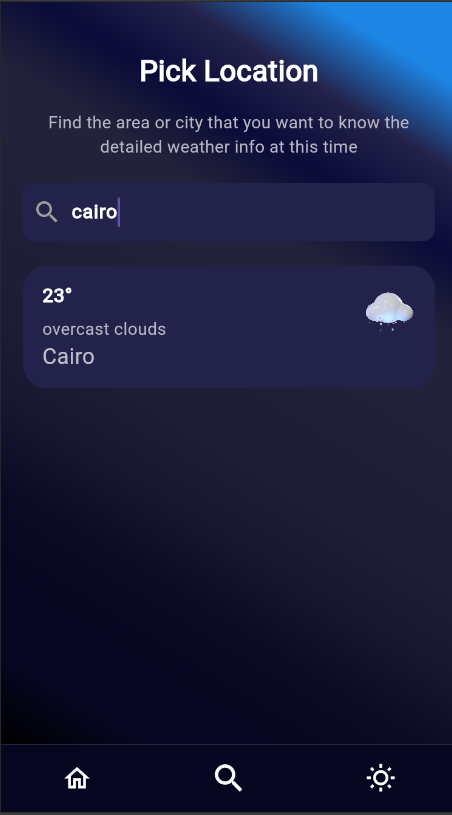 Pick Location
Find the area or city that you want to know the
detailed weather info at this time
cairo
23°
overcast clouds
Cairo